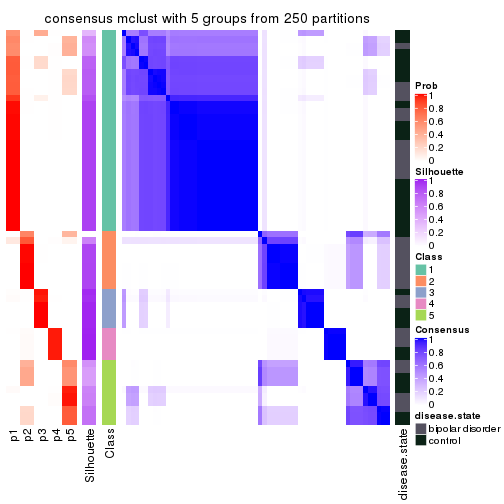 consensus mclust with 5 groups from 250 partitions
Prob
1
0.8
0.6
0.4
0.2
0
Silhouette
1
0.8
0.6
0.4
0.2
0
Class
1
2
3
4
5
Consensus
1
0.8
0.6
0.4
0.2
0
disease.state
bipolar disorder
control
p1
p2
p3
p4
p5
Silhouette
Class
disease.state